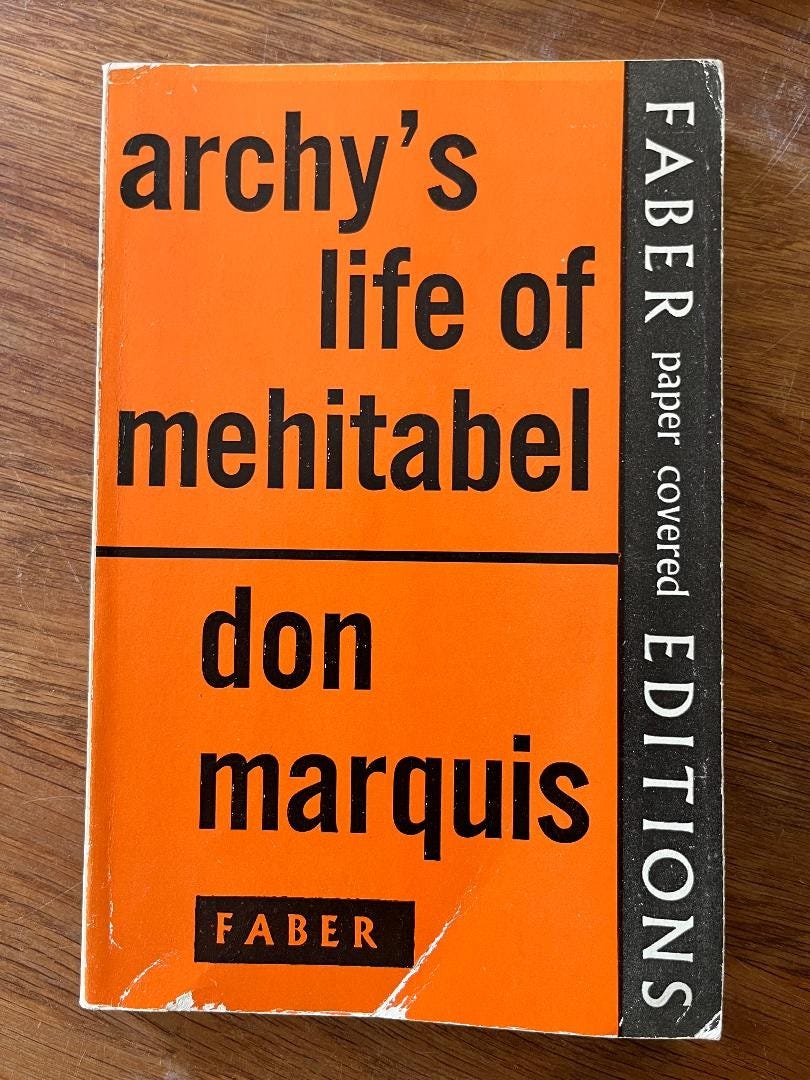 archy's
life of
mehitabel
don
marquis
FABER
FABER paper covered EDITIONS